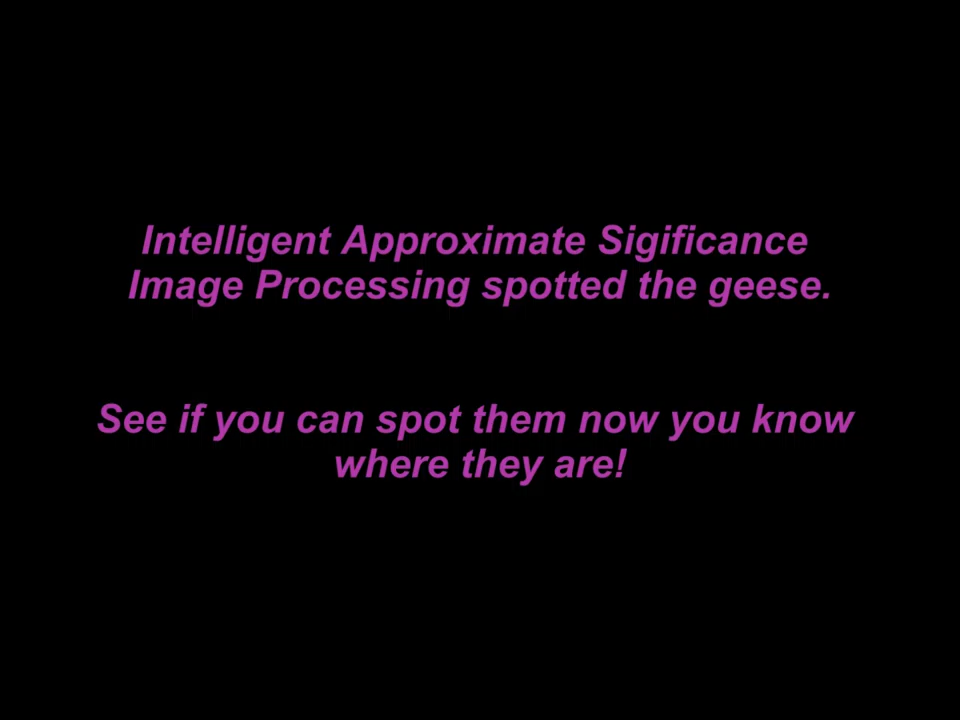 Intelligent Approximate Sigificance
Image Processing spotted the geese.
See if you can spot them now you know
where they are!